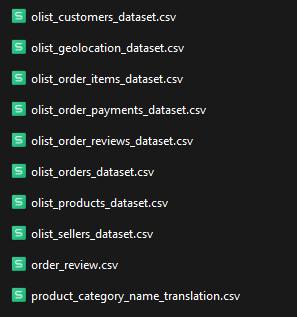 olist_customers_dataset.csv
olist_geolocation_dataset.csv
olist_order_items_dataset.csv
olist_order_payments_dataset.csv
olist_order_reviews_dataset.csv
olist_orders_dataset.csv
olist_products_dataset.csv
olist_sellers_dataset.csv
order_review.csv
product_category_name_translation.csv